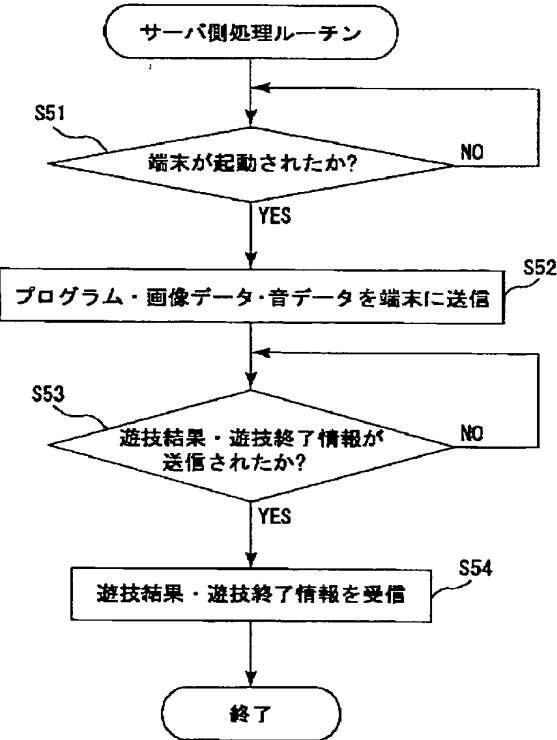 サーバ側処理ルーチン
S51
端末が起動されたか?
NO
YES
S52
プログラム・画像データ・音データを端末に送信
S53
遊技結果・遊技終了情報が
送信されたか?
NO
YES
S54
遊技結果・遊技終了情報を受信
終了